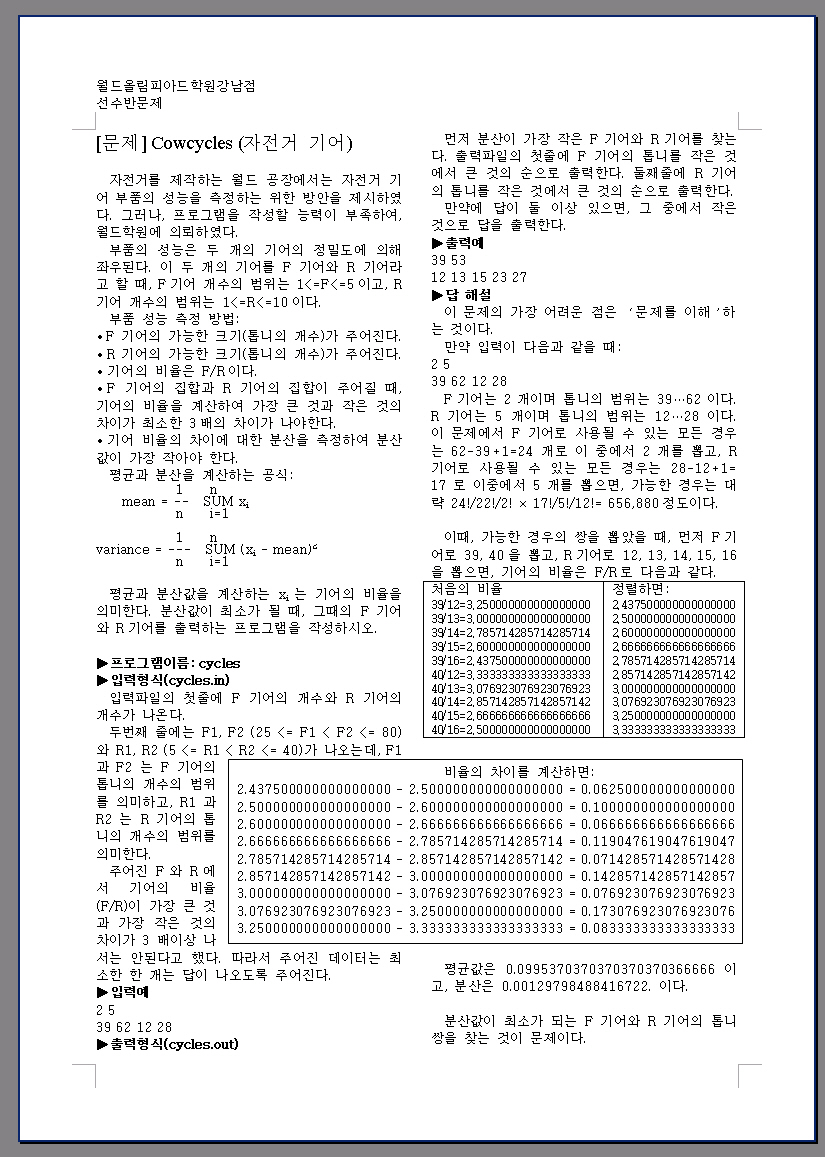 월드올림피아드학원강남점
선수반문제
[문제] Cowcycles (자전거 기어)
자전거를 제작하는 월드 공장에서는 자전거 기
어 부품의 성능을 측정하는 위한 방안을 제시하였
다. 그러나, 프로그램을 작성할 능력이 부족하여,
월드학원에 의뢰하였다.
부품의 성능은 두 개의 기어의 정밀도에 의해
좌우된다. 이 두 개의 기어를 F 기어와 R 기어라
고 할 때, F기어 개수의 범위는 1<=F<=5이고, R
기어 개수의 범위는 1<=R<=10이다.
부품 성능 측정 방법:
•F 기어의 가능한 크기(톱니의 개수)가 주어진다.
•R 기어의 가능한 크기(톱니의 개수)가 주어진다.
•기어의 비율은 F/R이다.
•F 기어의 집합과 R 기어의 집합이 주어질 때,
기어의 비율을 계산하여 가장 큰 것과 작은 것의
차이가 최소한 3배의 차이가 나야한다.
•기어 비율의 차이에 대한 분산을 측정하여 분산
값이 가장 작아야 한다.
평균과 분산을 계산하는 공식:
1 n
mean = -- SUM xi
n i=1
1 n
variance = --- SUM (xi - mean)²
n i=1
평균과 분산값을 계산하는 xi는 기어의 비율을
의미한다. 분산값이 최소가 될 때, 그때의 F 기어
와 R기어를 출력하는 프로그램을 작성하시오.
▶프로그램이름: cycles
▶입력형식(cycles.in)
입력파일의 첫줄에 F 기어의 개수와 R 기어의
개수가 나온다.
두번째 줄에는 F1, F2 (25 <= F1 < F2 <= 80)
와 R1, R2 (5 <= R1 < R2 <= 40)가 나오는데, F1
과 F2 는 F 기어의
톱니의 개수의 범위
를 의미하고, R1 과
R2 는 R 기어의 톱
니의 개수의 범위를
의미한다.
주어진 F 와 R에
서 기어의 비율
(F/R)이 가장 큰 것
과 가장 작은 것의
차이가 3 배이상 나
서는 안된다고 했다. 따라서 주어진 데이터는 최
소한 한 개는 답이 나오도록 주어진다.
▶입력예
2 5
39 62 12 28
▶출력형식(cycles.out)
먼저 분산이 가장 작은 F 기어와 R 기어를 찾는
다. 출력파일의 첫줄에 F 기어의 톱니를 작은 것
에서 큰 것의 순으로 출력한다. 둘째줄에 R 기어
의 톱니를 작은 것에서 큰 것의 순으로 출력한다.
만약에 답이 둘 이상 있으면, 그 중에서 작은
것으로 답을 출력한다.
▶출력예
39 53
12 13 15 23 27
▶답 해설
이 문제의 가장 어려운 점은 '문제를 이해'하
는 것이다.
만약 입력이 다음과 같을 때:
2 5
39 62 12 28
F 기어는 2 개이며 톱니의 범위는 39…62 이다.
R 기어는 5 개이며 톱니의 범위는 12…28 이다.
이 문제에서 F 기어로 사용될 수 있는 모든 경우
는 62-39+1=24 개로 이 중에서 2 개를 뽑고, R
기어로 사용될 수 있는 모든 경우는 28-12+1=
17 로 이중에서 5 개를 뽑으면, 가능한 경우는 대
략 24!/22!/2! × 17!/5!/12!= 656,880정도이다.
이때, 가능한 경우의 쌍을 뽑았을 때, 먼저 F기
어로 39, 40을 뽑고, R기어로 12, 13, 14, 15, 16
을 뽑으면, 기어의 비율은 F/R로 다음과 같다.
처음의 비율 정렬하면:
39/12=3,250000000000000000 2,437500000000000000
39/13=3,000000000000000000 2,500000000000000000
39/14=2,785714285714285714 2,600000000000000000
39/15=2,600000000000000000 2,666666666666666666
39/16=2,437500000000000000 2,785714285714285714
40/12=3,333333333333333333 2,857142857142857142
40/13=3,076923076923076923 3,000000000000000000
40/14=2,857142857142857142 3,076923076923076923
40/15=2,666666666666666666 3,250000000000000000
40/16=2,500000000000000000 3,333333333333333333
비율의 차이를 계산하면:
2.437500000000000000 - 2.500000000000000000 = 0.062500000000000000
2.500000000000000000 - 2.600000000000000000 = 0.100000000000000000
2.600000000000000000 - 2.666666666666666666 = 0.066666666666666666
2.666666666666666666 - 2.785714285714285714 = 0.119047619047619047
2.785714285714285714 - 2.857142857142857142 = 0.071428571428571428
2.857142857142857142 - 3.000000000000000000 = 0.142857142857142857
3.000000000000000000 - 3.076923076923076923 = 0.076923076923076923
3.076923076923076923 - 3.250000000000000000 = 0.173076923076923076
3.250000000000000000 - 3.333333333333333333 = 0.083333333333333333
평균값은 0.0995370370370370370366666 이
고, 분산은 0.00129798488416722. 이다.
분산값이 최소가 되는 F 기어와 R 기어의 톱니
쌍을 찾는 것이 문제이다.